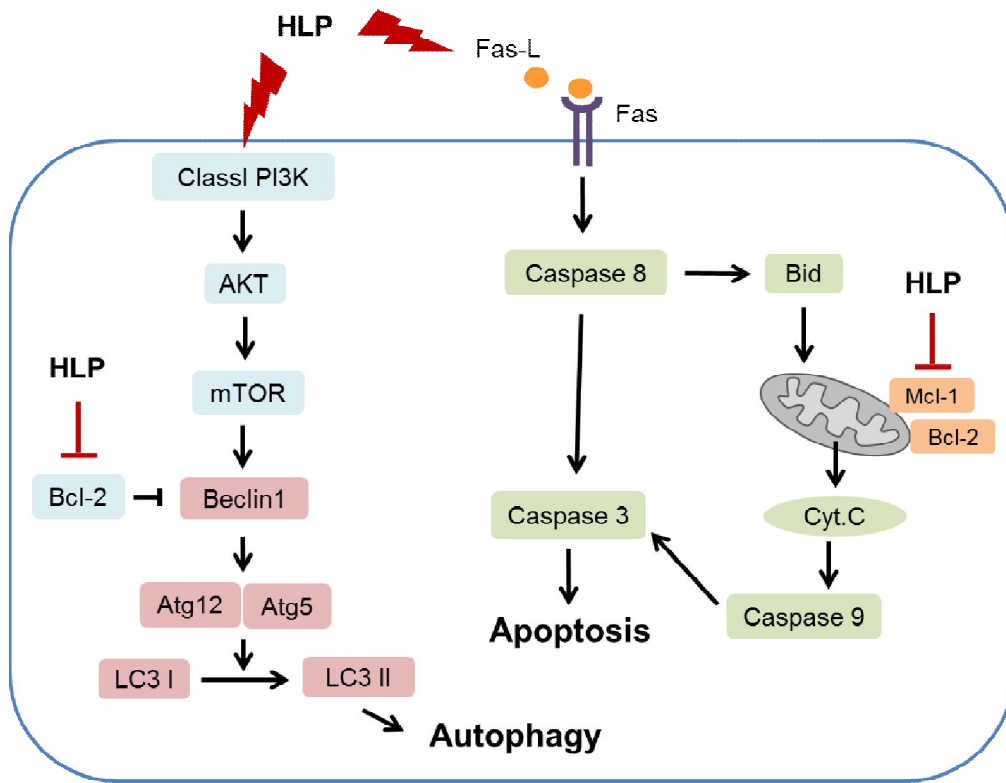 HLP
Fas-L
Fas
ClassI PI3K
AKT
mTOR
HLP
Bcl-2
Beclin1
Atg12
Atg5
LC3 I
LC3 II
Autophagy
Caspase 8
Bid
HLP
Mcl-1
Bcl-2
Cyt.C
Caspase 9
Caspase 3
Apoptosis